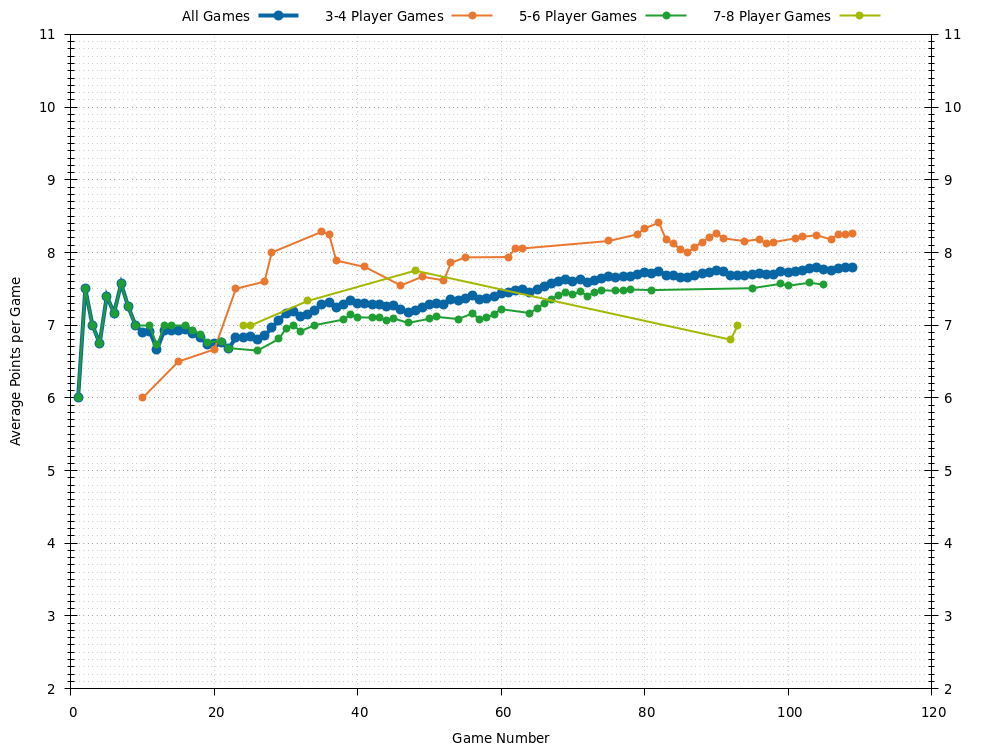 All Games 3-4 Player Games 5-6 Player Games 7-8 Player Games
11 11
10 10
9 9
8 8
7 7
6 6
5 5
4 4
3 3
2 2
Average Points per Game
0 20 40 60 80 100 120
Game Number